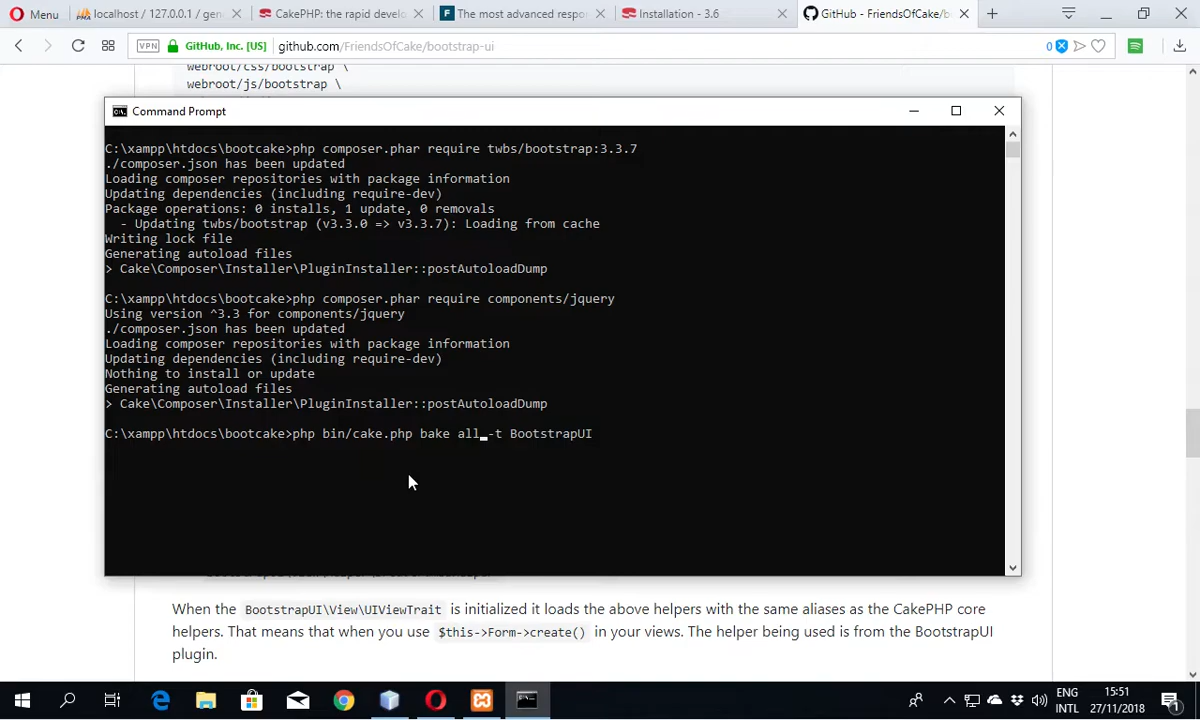 Menu
localhost / 127.0.0.1 / gen
CakePHP: the rapid develo
The most advanced respo
Installation - 3.6
GitHub - FriendsOfCake/b
VPN
GitHub, Inc. [US]
github.com/FriendsOfCake/bootstrap-ui
0
webroot/css/bootstrap \
webroot/js/bootstrap \
Command Prompt
C:\xampp\htdocs\bootcake>php composer.phar require twbs/bootstrap:3.3.7
./composer.json has been updated
Loading composer repositories with package information
Updating dependencies (including require-dev)
Package operations: 0 installs, 1 update, 0 removals
- Updating twbs/bootstrap (v3.3.0 => v3.3.7): Loading from cache
Writing lock file
Generating autoload files
> Cake\Composer\Installer\PluginInstaller::postAutoloadDump
C:\xampp\htdocs\bootcake>php composer.phar require components/jquery
Using version ^3.3 for components/jquery
./composer.json has been updated
Loading composer repositories with package information
Updating dependencies (including require-dev)
Nothing to install or update
Generating autoload files
> Cake\Composer\Installer\PluginInstaller::postAutoloadDump
C:\xampp\htdocs\bootcake>php bin/cake.php bake all -t BootstrapUI
When the BootstrapUI\View\UIViewTrait is initialized it loads the above helpers with the same aliases as the CakePHP core
helpers. That means that when you use $this->Form->create() in your views. The helper being used is from the BootstrapUI
plugin.
ENG
INTL
15:51
27/11/2018
1